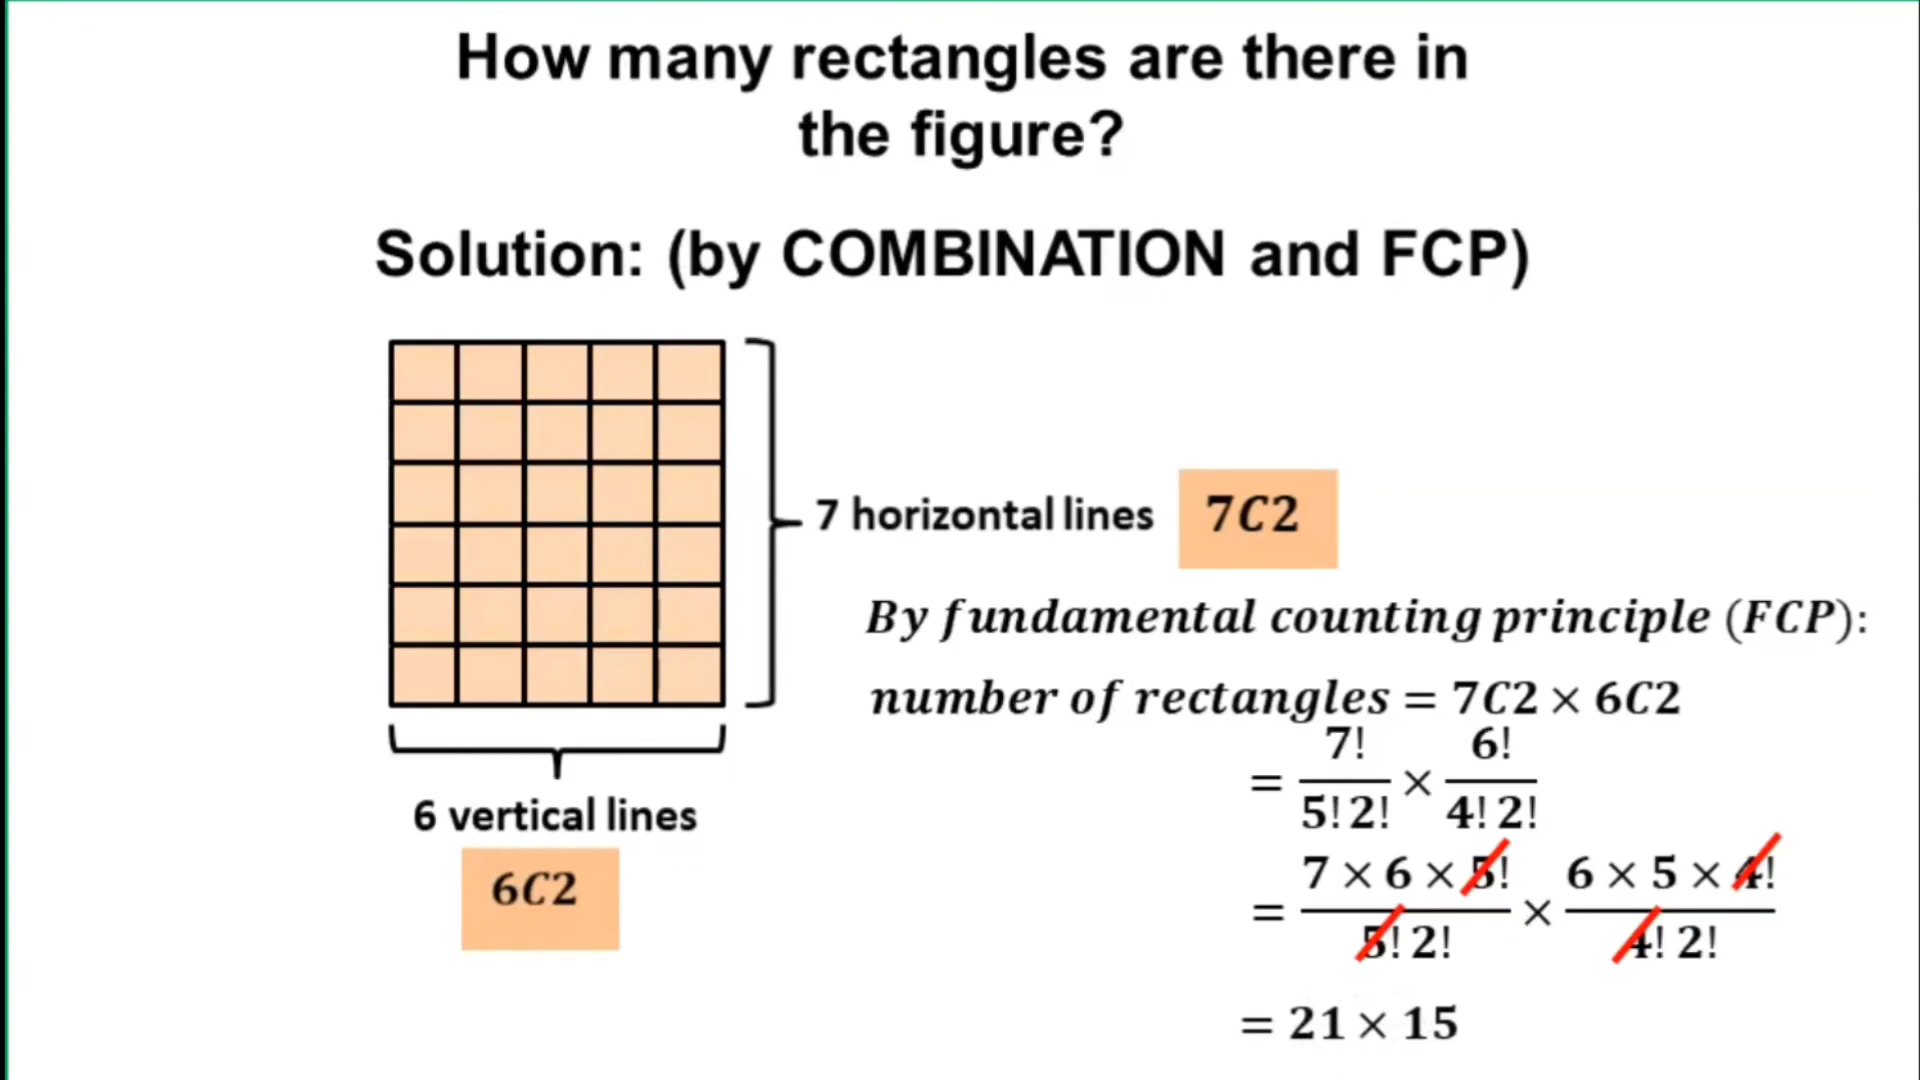 How many rectangles are there in
the figure?
Solution: (by COMBINATION and FCP)
7 horizontal lines 7C2
By fundamental counting principle (FCP):
number of rectangles = 7C2 × 6C2
= 7!/5!2! × 6!/4!2!
6 vertical lines
6C2
= 7 × 6 × 5!/5!2! × 6 × 5 × 4!/4!2!
= 21 × 15